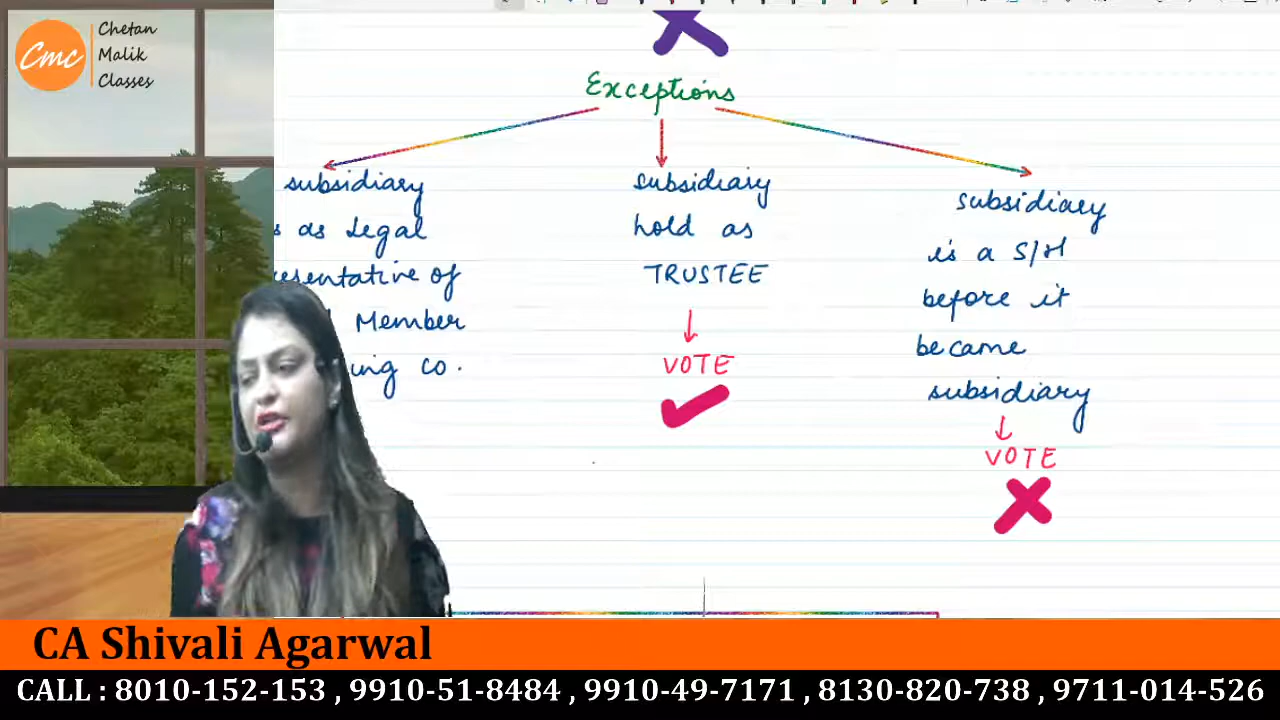 Cmc
Chetan
Malik
Classes
Exceptions
subsidiary
as Legal
resentative of
Member
ing co.
subsidiary
hold as
TRUSTEE
VOTE
subsidiary
is a S/H
before it
became
subsidiary
VOTE
CA Shivali Agarwal
CALL : 8010-152-153 , 9910-51-8484 , 9910-49-7171 , 8130-820-738 , 9711-014-526